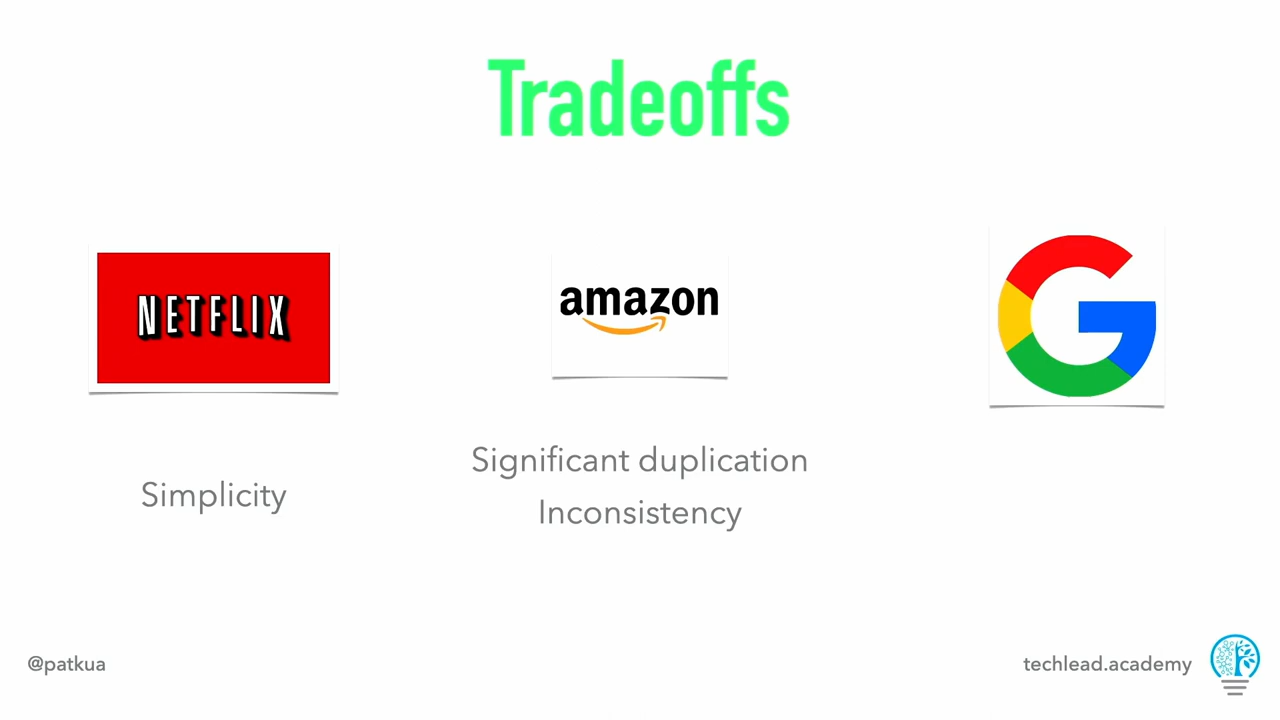 Tradeoffs
NETFLIX
amazon
G
Simplicity
Significant duplication
Inconsistency
@patkua
techlead.academy